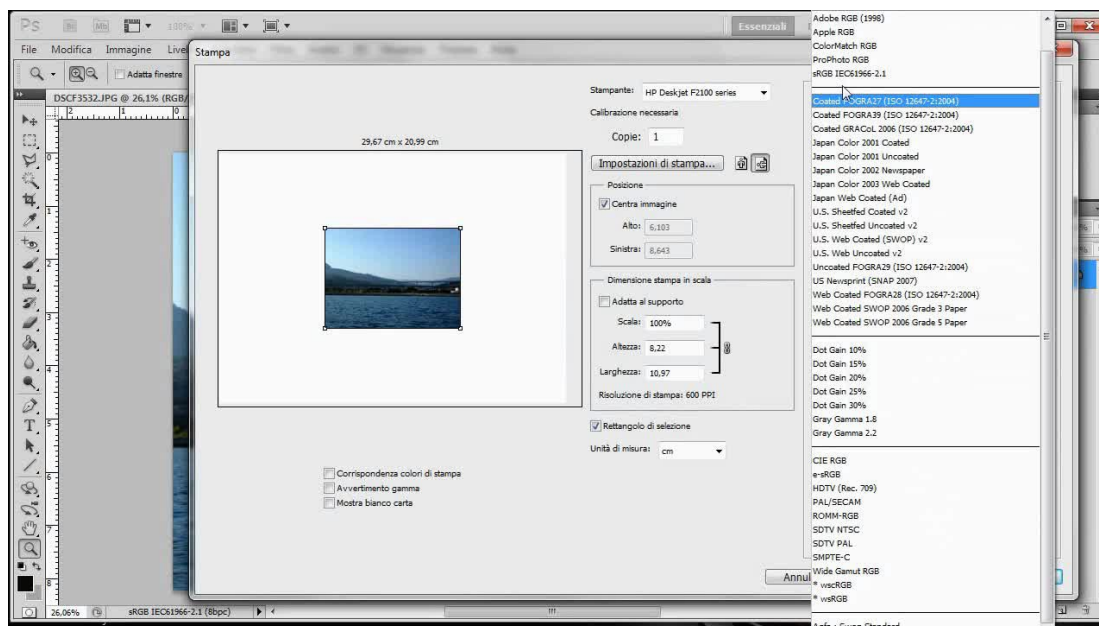 Ps Mb 100% Essenziali
File Modifica Immagine Livel
Stampa
Adatta finestre
DSCF3532.JPG @ 26,1% (RGB/
29,67 cm x 20,99 cm
Corrispondenza colori di stampa
Avvertimento gamma
Mostra bianco carta
Stampante: HP Deskjet F2100 series
Calibrazione necessaria
Copie: 1
Impostazioni di stampa...
Posizione
Centra immagine
Alto: 6,103
Sinistra: 8,643
Dimensione stampa in scala
Adatta al supporto
Scala: 100%
Altezza: 8,22
Larghezza: 10,97
Risoluzione di stampa: 600 PPI
Rettangolo di selezione
Unità di misura: cm
Annul
Adobe RGB (1998)
Apple RGB
ColorMatch RGB
ProPhoto RGB
sRGB IEC61966-2.1
Coated FOGRA27 (ISO 12647-2:2004)
Coated FOGRA39 (ISO 12647-2:2004)
Coated GRACoL 2006 (ISO 12647-2:2004)
Japan Color 2001 Coated
Japan Color 2001 Uncoated
Japan Color 2002 Newspaper
Japan Color 2003 Web Coated
Japan Web Coated (Ad)
U.S. Sheetfed Coated v2
U.S. Sheetfed Uncoated v2
U.S. Web Coated (SWOP) v2
U.S. Web Uncoated v2
Uncoated FOGRA29 (ISO 12647-2:2004)
US Newsprint (SNAP 2007)
Web Coated FOGRA28 (ISO 12647-2:2004)
Web Coated SWOP 2006 Grade 3 Paper
Web Coated SWOP 2006 Grade 5 Paper
Dot Gain 10%
Dot Gain 15%
Dot Gain 20%
Dot Gain 25%
Dot Gain 30%
Gray Gamma 1.8
Gray Gamma 2.2
CIE RGB
e-sRGB
HDTV (Rec. 709)
PAL/SECAM
ROMM-RGB
SDTV NTSC
SDTV PAL
SMPTE-C
Wide Gamut RGB
* wscRGB
* wsRGB
26,06% sRGB IEC61966-2.1 (8bpc)